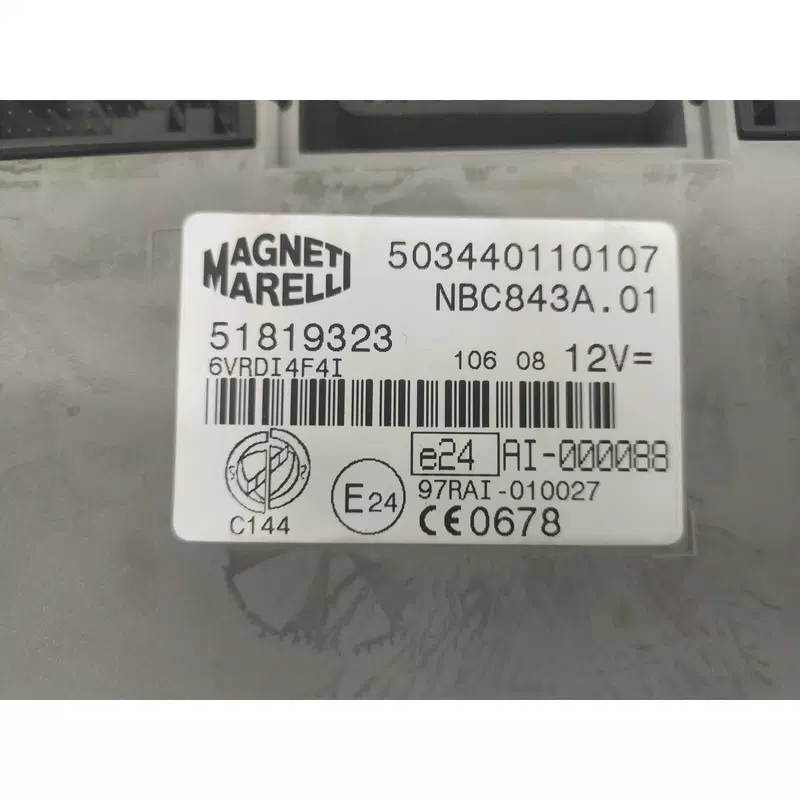 MAGNETI
MARELLI
503440110107
NBC843A.01
51819323
6VRDI4F4I
106 08 12V=
e24 AI-000088
97RAI-010027
E24
CE0678
C144